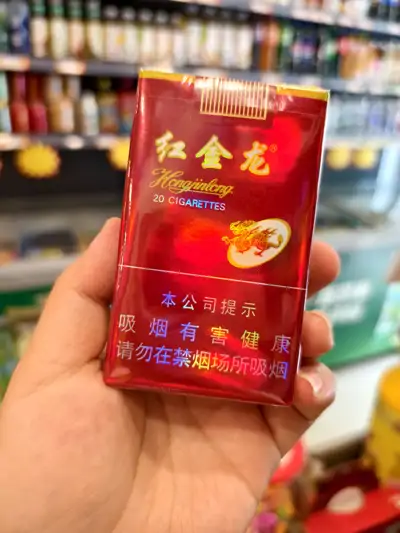 红金龙®
Hongjinlong
20 CIGARETTES
本公司提示
吸烟有害健康
请勿在禁烟场所吸烟